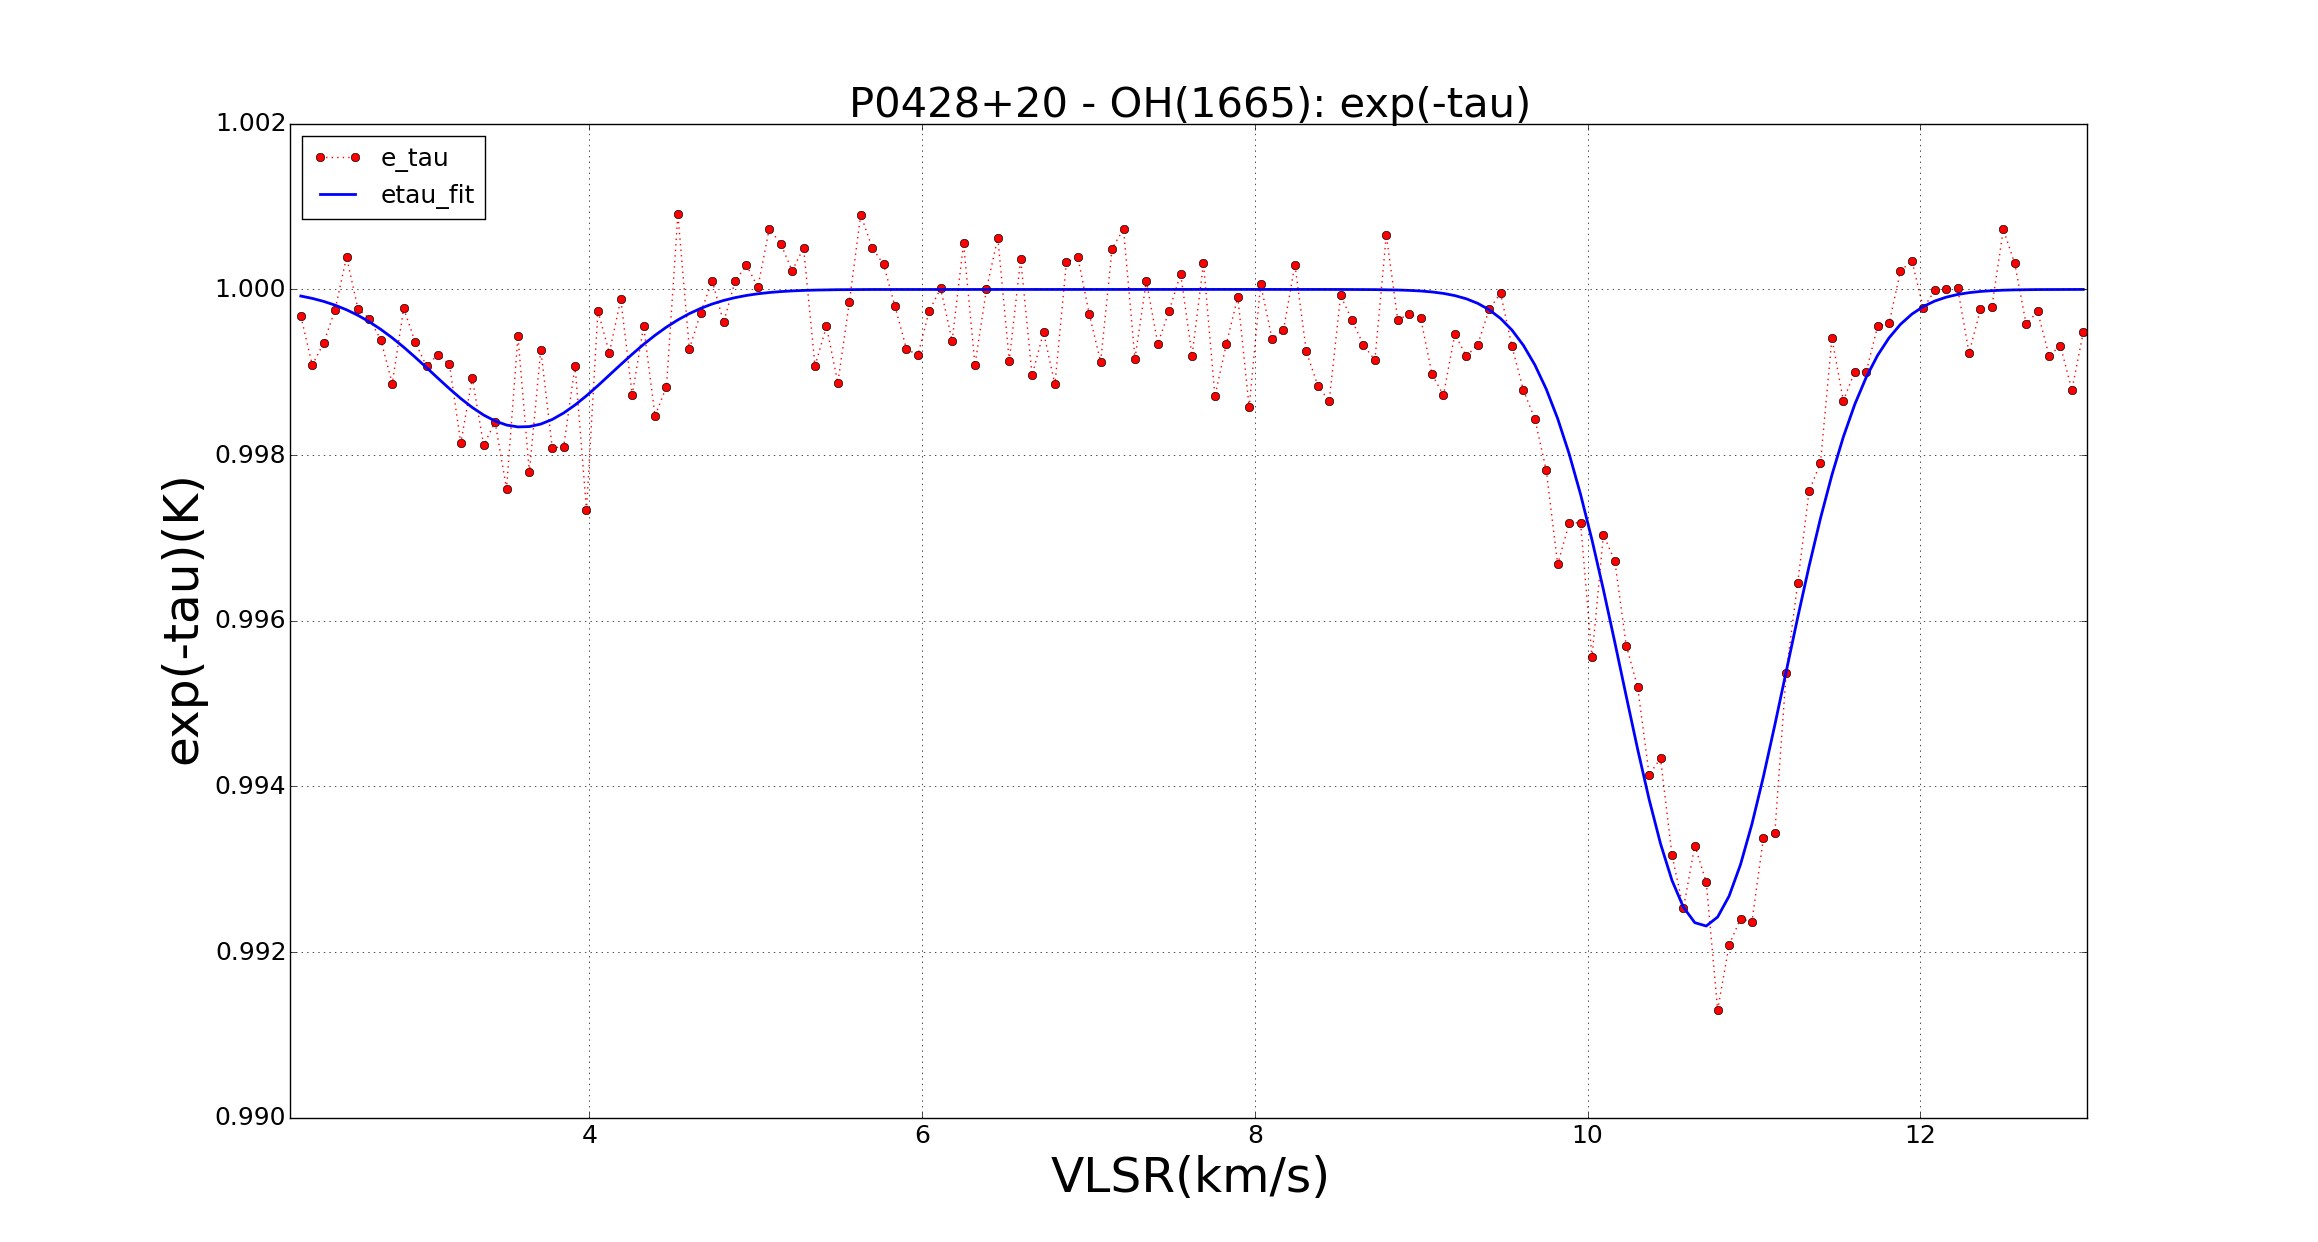 P0428+20 - OH(1665): exp(-tau)
1.002
e_tau
etau_fit
1.000
0.998
0.996
0.994
0.992
0.990
exp(-tau)(K)
4 6 8 10 12
VLSR(km/s)